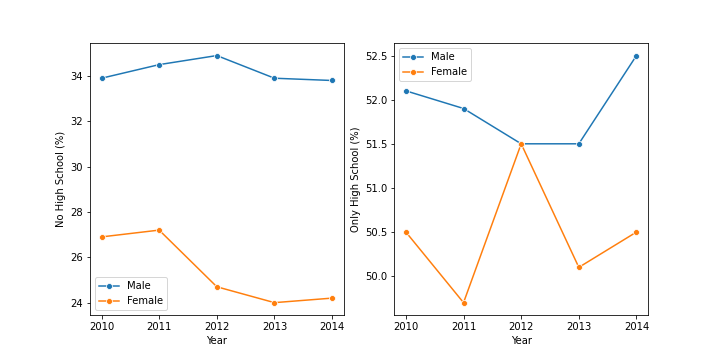 No High School (%)
34
32
30
28
26
24
Male
Female
2010 2011 2012 2013 2014
Year
Only High School (%)
52.5
52.0
51.5
51.0
50.5
50.0
Male
Female
2010 2011 2012 2013 2014
Year